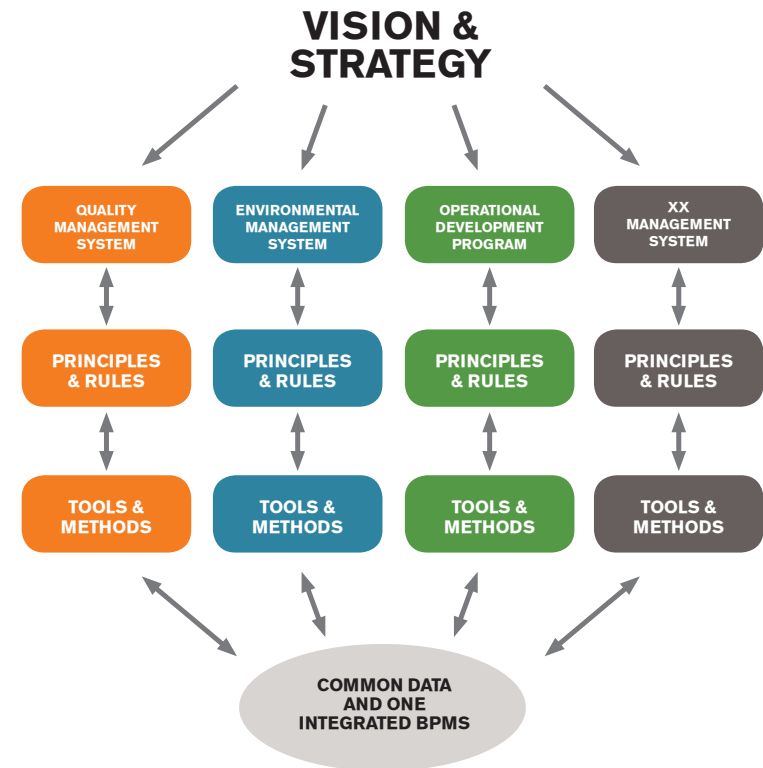 VISION &
STRATEGY
QUALITY
MANAGEMENT
SYSTEM
ENVIRONMENTAL
MANAGEMENT
SYSTEM
OPERATIONAL
DEVELOPMENT
PROGRAM
XX
MANAGEMENT
SYSTEM
PRINCIPLES
& RULES
PRINCIPLES
& RULES
PRINCIPLES
& RULES
PRINCIPLES
& RULES
TOOLS &
METHODS
TOOLS &
METHODS
TOOLS &
METHODS
TOOLS &
METHODS
COMMON DATA
AND ONE
INTEGRATED BPMS